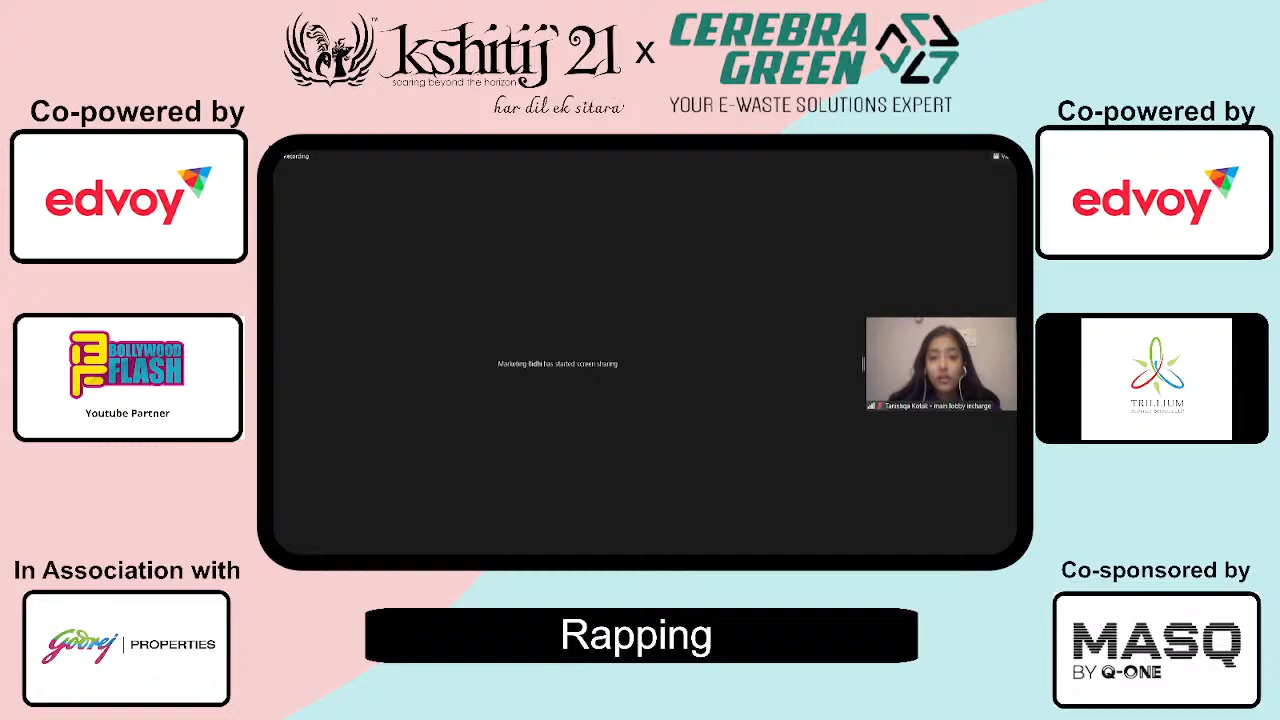 kshitij' 21
soaring beyond the horizon
har dil ek sitara
x
CEREBRA
GREEN
YOUR E-WASTE SOLUTIONS EXPERT
Co-powered by
edvoy
Co-powered by
edvoy
Recording
Marketing Ridhi has started screen sharing
Tanishqa Kotak - main lobby incharge
BOLLYWOOD
FLASH
Youtube Partner
TRILLIUM
In Association with
Godrej | PROPERTIES
Rapping
Co-sponsored by
MASQ
BY Q-ONE